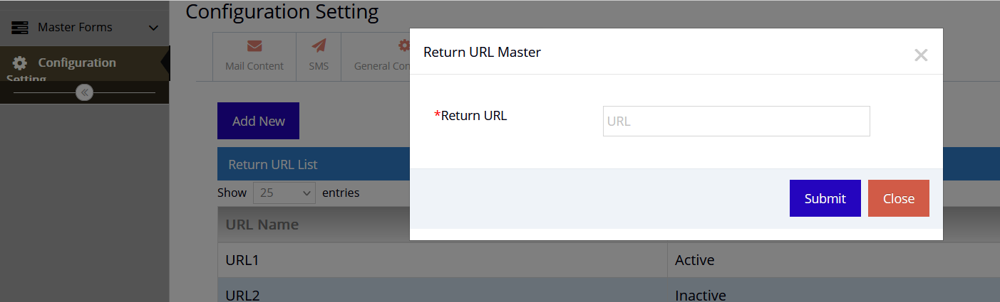 Configuration Setting
Master Forms
Configuration
Setting
Mail Content
SMS
General Con
Return URL Master
*Return URL
URL
Submit
Close
Add New
Return URL List
Show 25 entries
URL Name
URL1 Active
URL2 Inactive